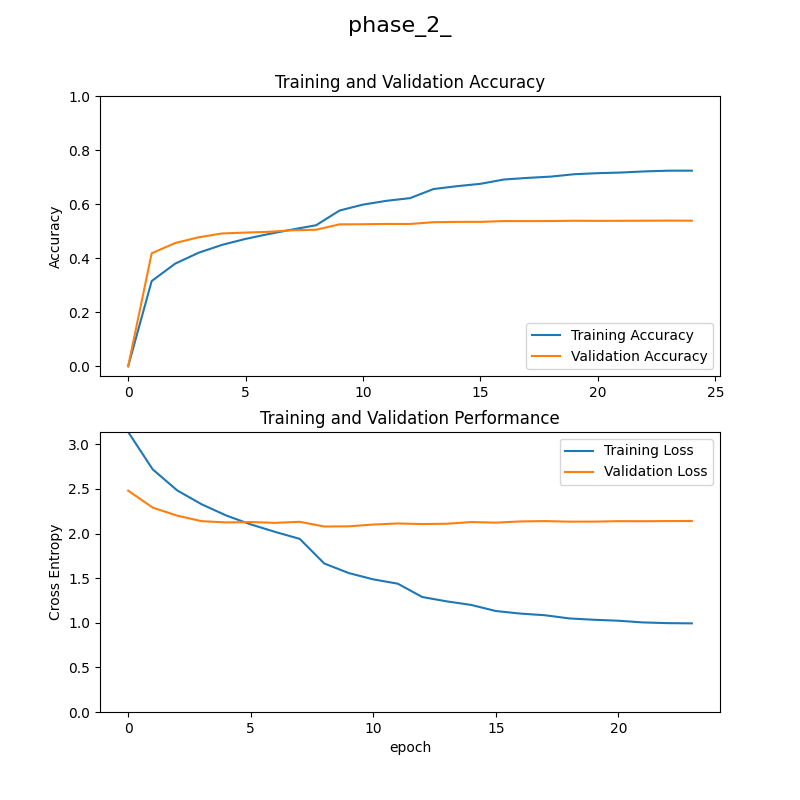 phase_2_
Training and Validation Accuracy
Accuracy
1.0
0.8
0.6
0.4
0.2
0.0
Training Accuracy
Validation Accuracy
0 5 10 15 20 25
Training and Validation Performance
Cross Entropy
3.0
2.5
2.0
1.5
1.0
0.5
0.0
Training Loss
Validation Loss
0 5 10 15 20
epoch